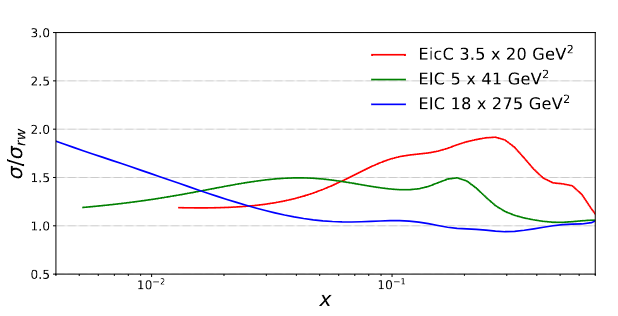 3.0
2.5
2.0
1.5
1.0
0.5
σ/σ_rw
EicC 3.5 x 20 GeV²
EIC 5 x 41 GeV²
EIC 18 x 275 GeV²
10⁻² 10⁻¹
x